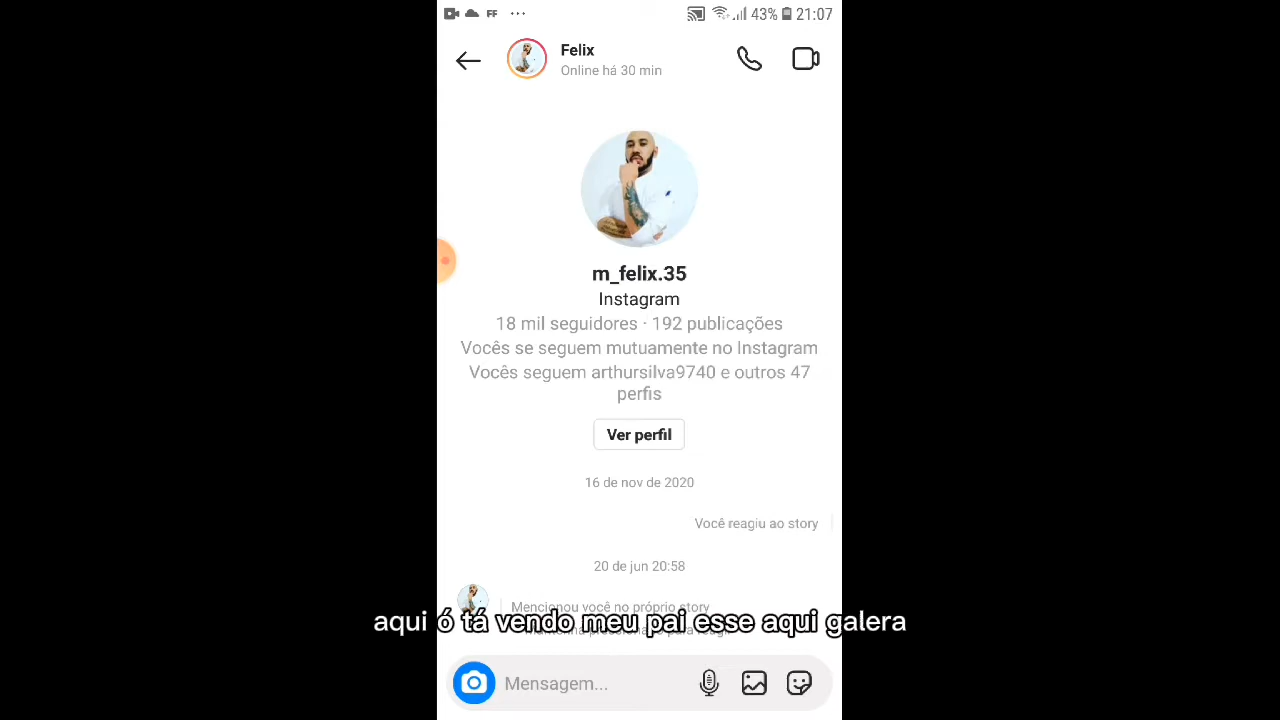 FF 43% 21:07
Felix
Online há 30 min
m_felix.35
Instagram
18 mil seguidores · 192 publicações
Vocês se seguem mutuamente no Instagram
Vocês seguem arthursilva9740 e outros 47
perfis
Ver perfil
16 de nov de 2020
Você reagiu ao story
20 de jun 20:58
Mencionou você no próprio story
aqui ó tá vendo meu pai esse aqui galera
Mensagem...